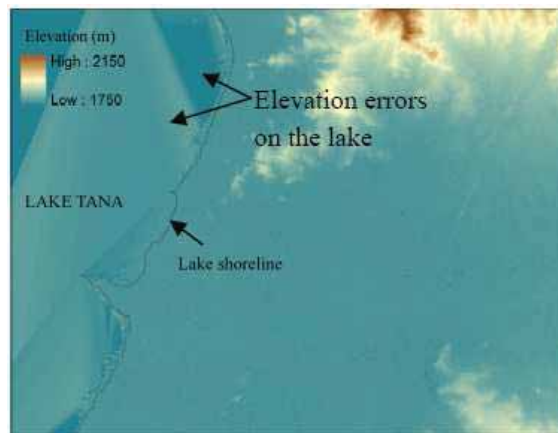 Elevation (m)
High : 2150
Low : 1750
Elevation errors
on the lake
LAKE TANA
Lake shoreline